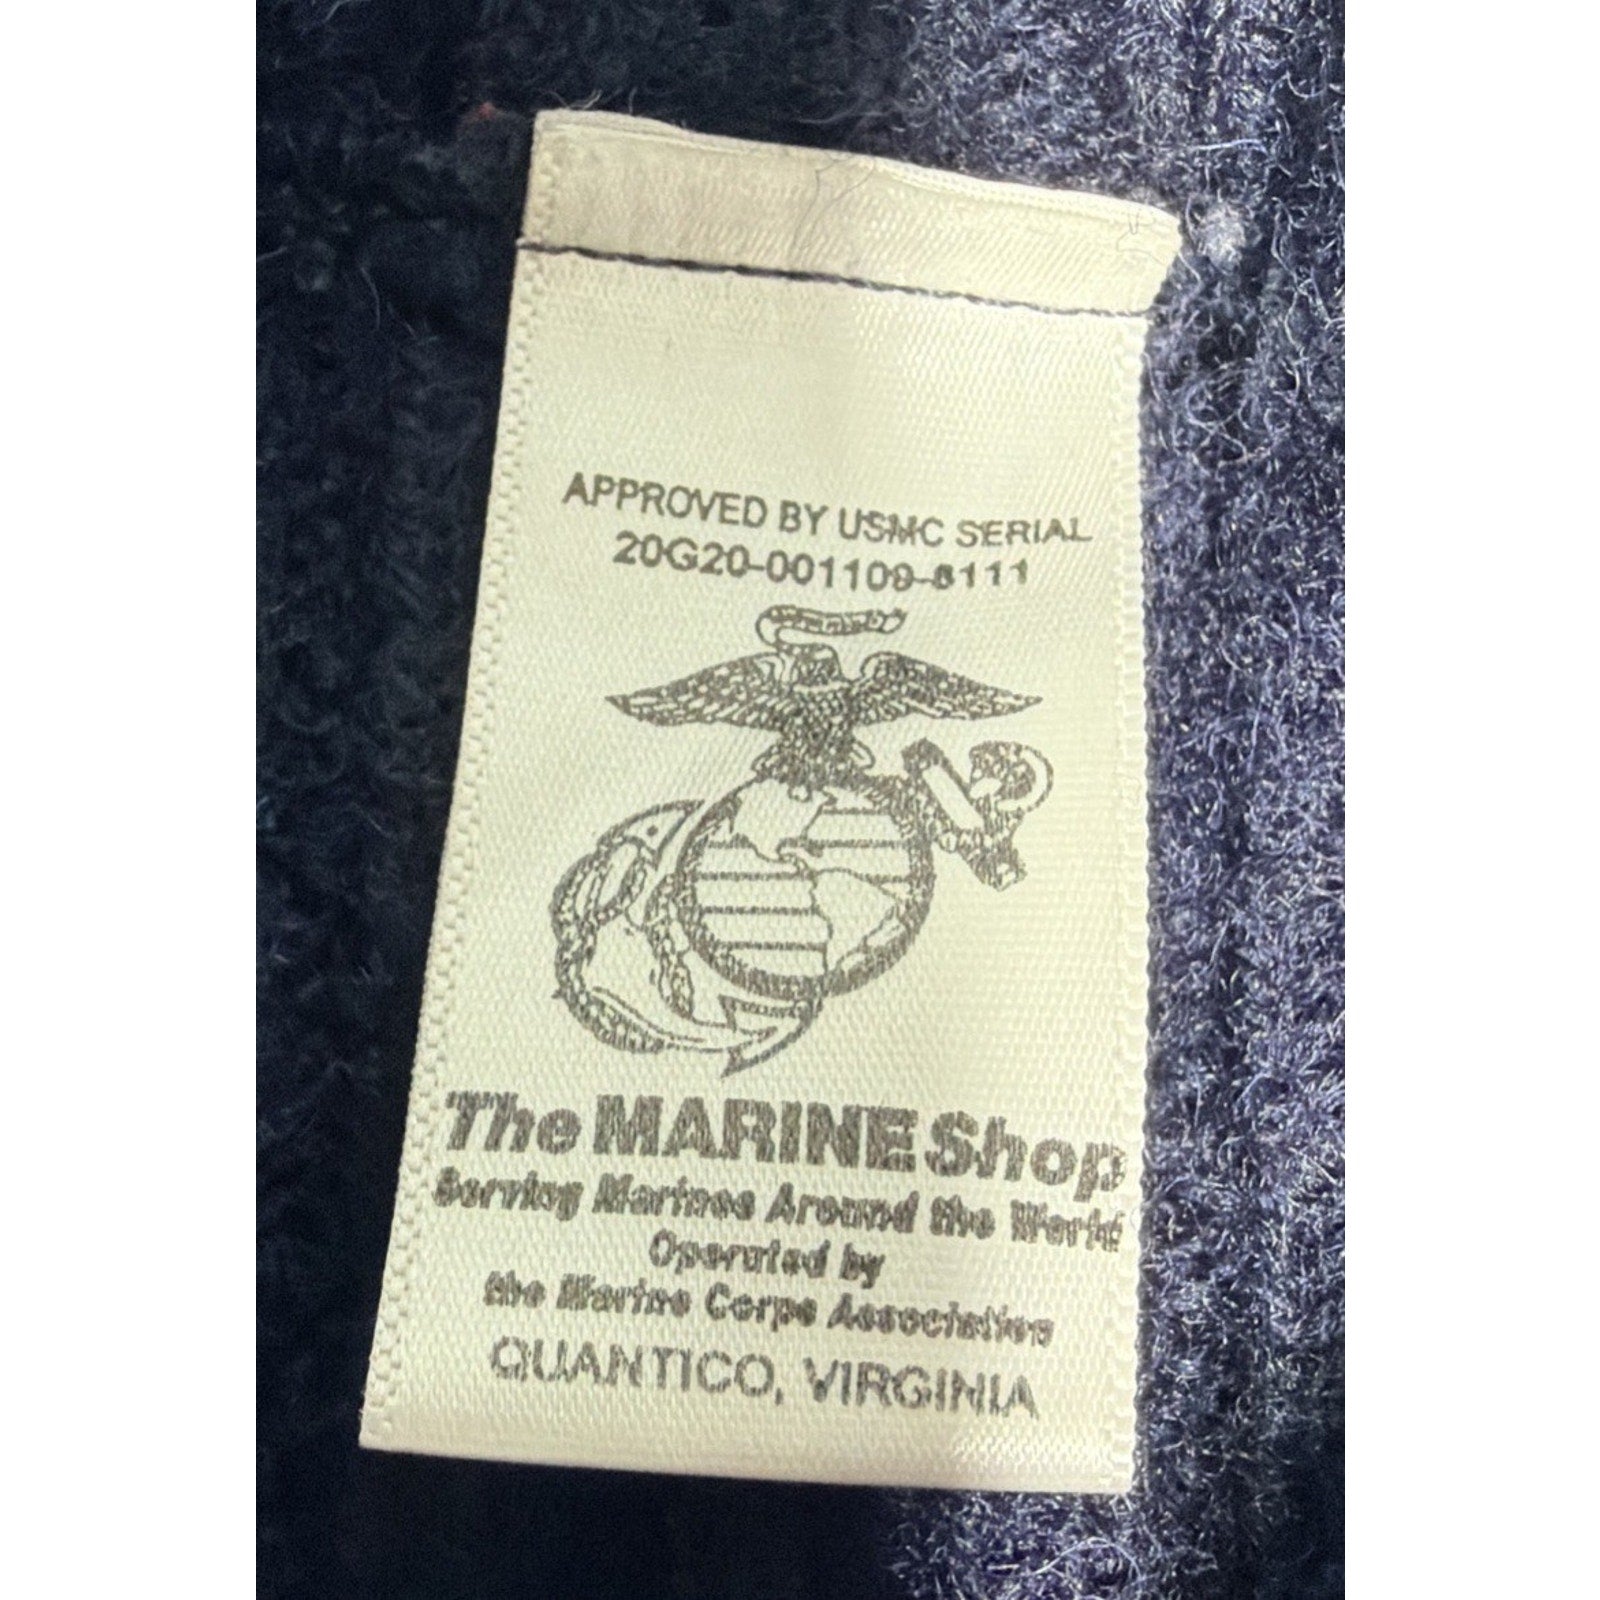 APPROVED BY USMC SERIAL
20G20-001109-8111
The MARINE Shop
Serving Marines Around the World
Operated by
the Marine Corps Association
QUANTICO, VIRGINIA